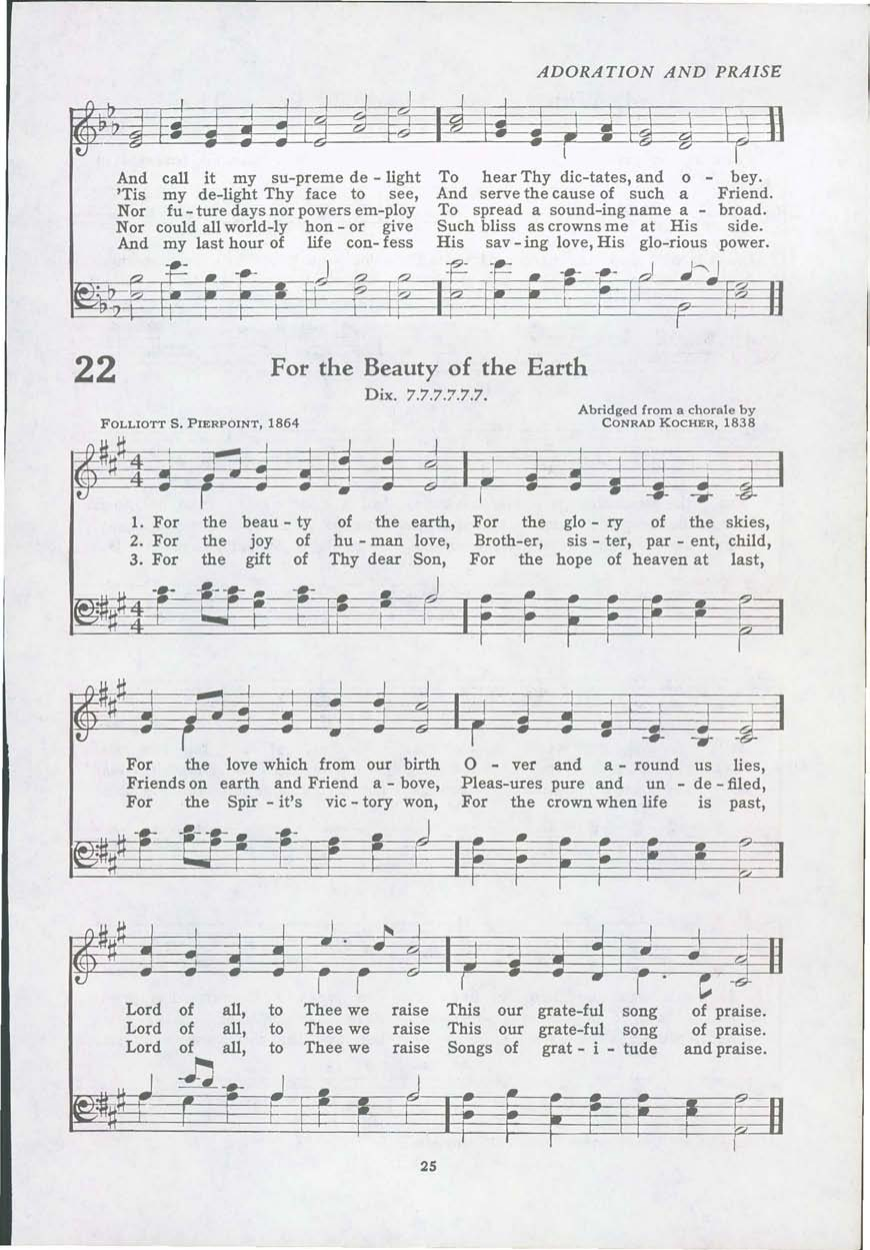 ADORATION AND PRAISE
And call it my su-preme de - light To hear Thy dic-tates, and o - bey.
'Tis my de-light Thy face to see, And serve the cause of such a Friend.
Nor fu - ture days nor powers em-ploy To spread a sound-ing name a - broad.
Nor could all world-ly hon - or give Such bliss as crowns me at His side.
And my last hour of life con- fess His sav - ing love, His glo-rious power.
22 For the Beauty of the Earth
Dix. 7.7.7.7.7.7.
Abridged from a chorale by
FOLLIOTT S. PIERPOINT, 1864 CONRAD KOCHER, 1838
4
4
1. For the beau - ty of the earth, For the glo - ry of the skies,
2. For the joy of hu - man love, Broth-er, sis - ter, par - ent, child,
3. For the gift of Thy dear Son, For the hope of heaven at last,
4
4
For the love which from our birth O - ver and a - round us lies,
Friends on earth and Friend a - bove, Pleas-ures pure and un - de - filed,
For the Spir - it's vic - tory won, For the crown when life is past,
Lord of all, to Thee we raise This our grate-ful song of praise.
Lord of all, to Thee we raise This our grate-ful song of praise.
Lord of all, to Thee we raise Songs of grat - i - tude and praise.
25